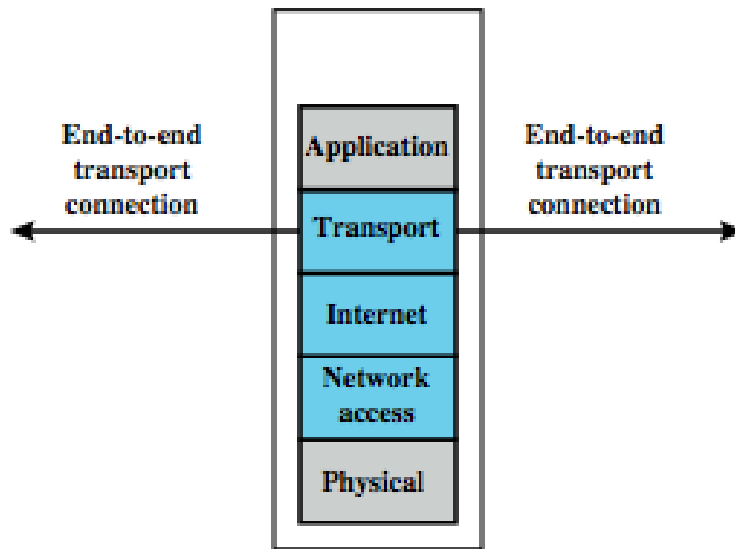 End-to-end
transport
connection
Application
Transport
Internet
Network
access
Physical
End-to-end
transport
connection